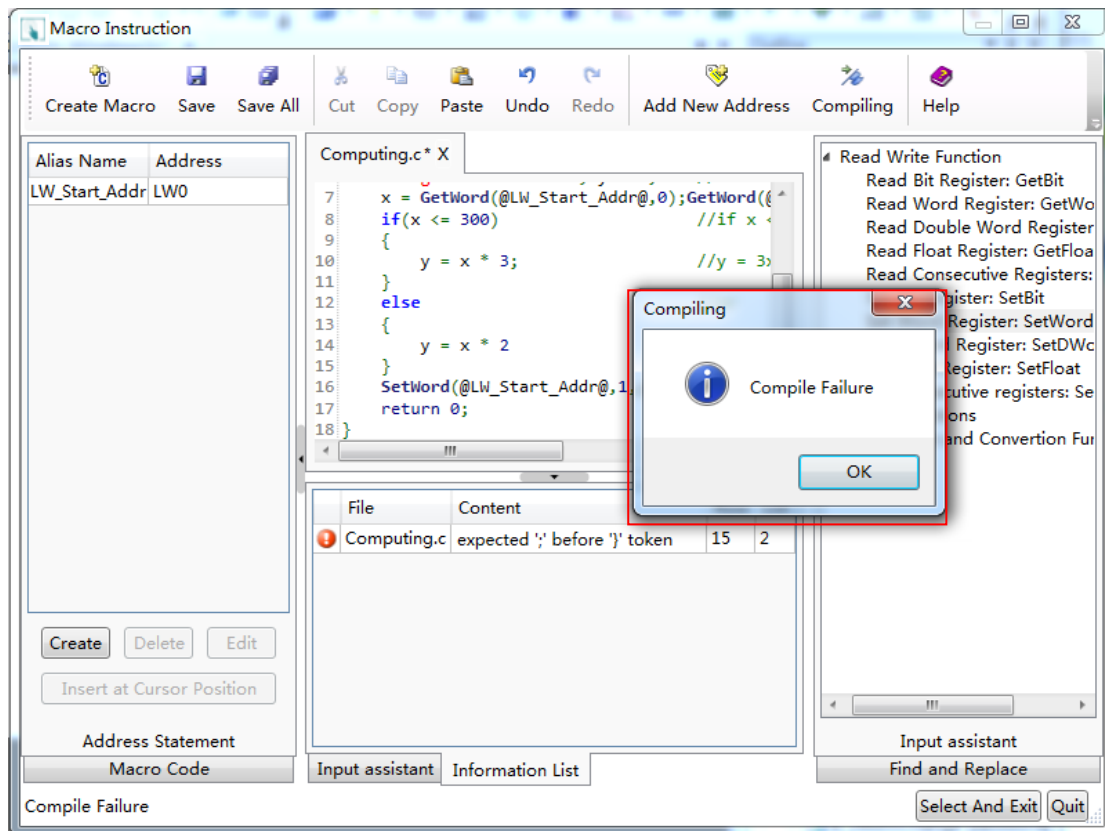 Macro Instruction
Create Macro Save Save All Cut Copy Paste Undo Redo Add New Address Compiling Help
Alias Name Address
LW_Start_Addr LW0
Create Delete Edit
Insert at Cursor Position
Address Statement
Macro Code
Computing.c* X
7 x = GetWord(@LW_Start_Addr@,0);GetWord(@
8 if(x <= 300) //if x <
9 {
10 y = x * 3; //y = 3x
11 }
12 else
13 {
14 y = x * 2
15 }
16 SetWord(@LW_Start_Addr@,1
17 return 0;
18 }
File Content
Computing.c expected ';' before '}' token 15 2
Input assistant Information List
Compiling
Compile Failure
OK
Read Write Function
Read Bit Register: GetBit
Read Word Register: GetWo
Read Double Word Register
Read Float Register: GetFloa
Read Consecutive Registers:
gister: SetBit
Register: SetWord
Register: SetDWo
Register: SetFloat
cutive registers: Se
ons
and Convertion Fur
Input assistant
Find and Replace
Compile Failure
Select And Exit Quit